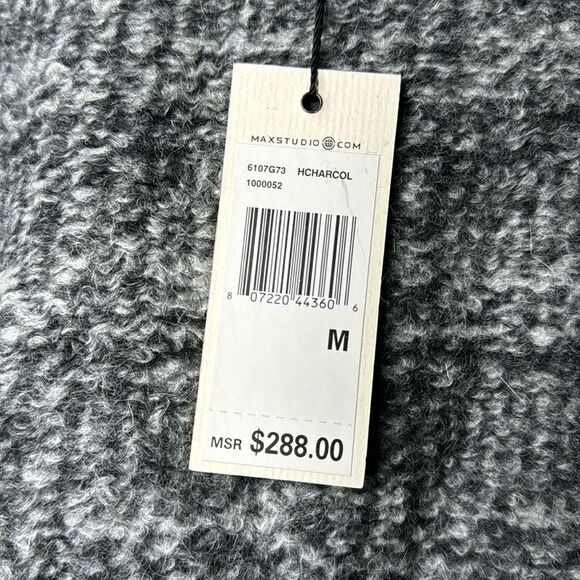 MAXSTUDIO COM
6107G73 HCHARCOL
1000052
8 07220 44360 6
M
MSR $288.00